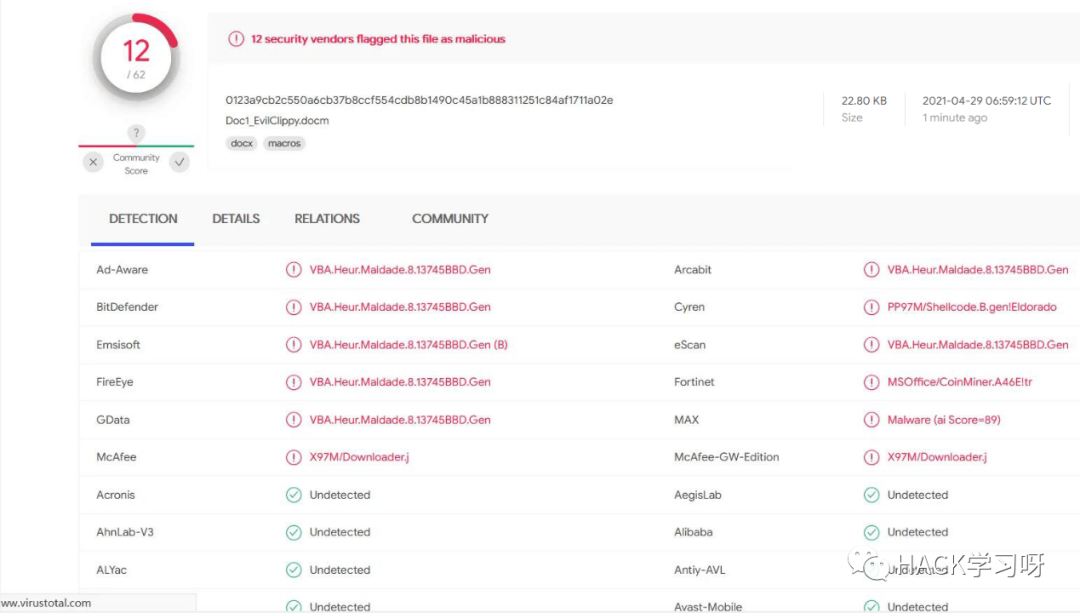 12
/ 62
?
Community
Score
12 security vendors flagged this file as malicious
0123a9cb2c550a6cb37b8ccf554cdb8b1490c45a1b888311251c84af1711a02e
Doc1_EvilClippy.docm
docx macros
22.80 KB
Size
2021-04-29 06:59:12 UTC
1 minute ago
DETECTION DETAILS RELATIONS COMMUNITY
Ad-Aware VBA.Heur.Maldade.8.13745BBD.Gen Arcabit VBA.Heur.Maldade.8.13745BBD.Gen
BitDefender VBA.Heur.Maldade.8.13745BBD.Gen Cyren PP97M/Shellcode.B.gen!Eldorado
Emsisoft VBA.Heur.Maldade.8.13745BBD.Gen (B) eScan VBA.Heur.Maldade.8.13745BBD.Gen
FireEye VBA.Heur.Maldade.8.13745BBD.Gen Fortinet MSOffice/CoinMiner.A46E!tr
GData VBA.Heur.Maldade.8.13745BBD.Gen MAX Malware (ai Score=89)
McAfee X97M/Downloader.j McAfee-GW-Edition X97M/Downloader.j
Acronis Undetected AegisLab Undetected
AhnLab-V3 Undetected Alibaba Undetected
ALYac Undetected Antiy-AVL Undetected
HACK学习呀
Undetected Avast-Mobile Undetected
ww.virustotal.com